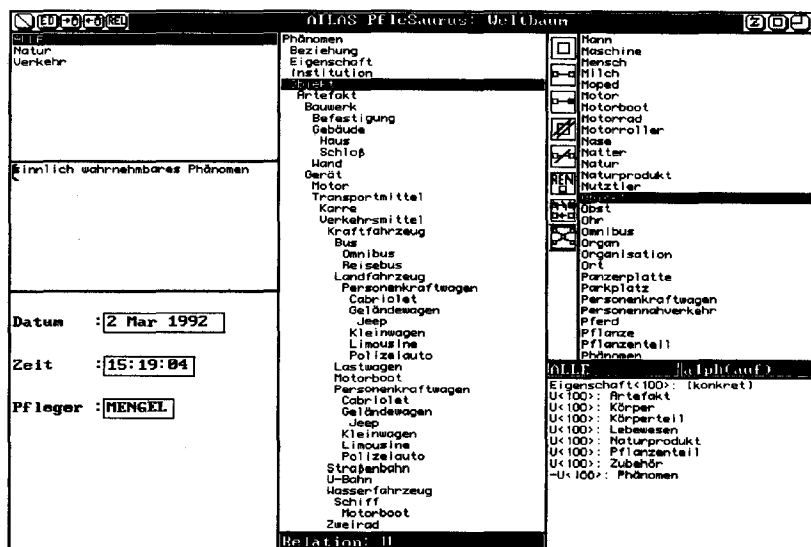 ED REL ATLAS PfleSaurus: Weltbaum Z
ALLE
Natur
Verkehr
sinnlich wahrnehmbares Phänomen
Datum :2 Mar 1992
Zeit :15:19:04
Pfleger :MENGEL
Phänomen
Beziehung
Eigenschaft
Institution
Objekt
Artefakt
Bauwerk
Befestigung
Gebäude
Haus
Schloß
Wand
Gerät
Motor
Transportmittel
Karre
Verkehrsmittel
Kraftfahrzeug
Bus
Omnibus
Reisebus
Landfahrzeug
Personenkraftwagen
Cabriolet
Geländewagen
Jeep
Kleinwagen
Limousine
Polizeiauto
Lastwagen
Motorboot
Personenkraftwagen
Cabriolet
Geländewagen
Jeep
Kleinwagen
Limousine
Polizeiauto
Straßenbahn
U-Bahn
Wasserfahrzeug
Schiff
Motorboot
Zweirad
Relation: U
REN
Mann
Maschine
Mensch
Milch
Moped
Motor
Motorboot
Motorrad
Motorroller
Nase
Natter
Natur
Naturprodukt
Nutztier
Obst
Ohr
Omnibus
Organ
Organisation
Ort
Panzerplatte
Parkplatz
Personenkraftwagen
Personennahverkehr
Pferd
Pflanze
Pflanzenteil
Phänomen
ALLE alph(auf)
Eigenschaft<100>: (konkret)
U<100>: Artefakt
U<100>: Körper
U<100>: Körperteil
U<100>: Lebewesen
U<100>: Naturprodukt
U<100>: Pflanzenteil
U<100>: Zubehör
-U<100>: Phänomen